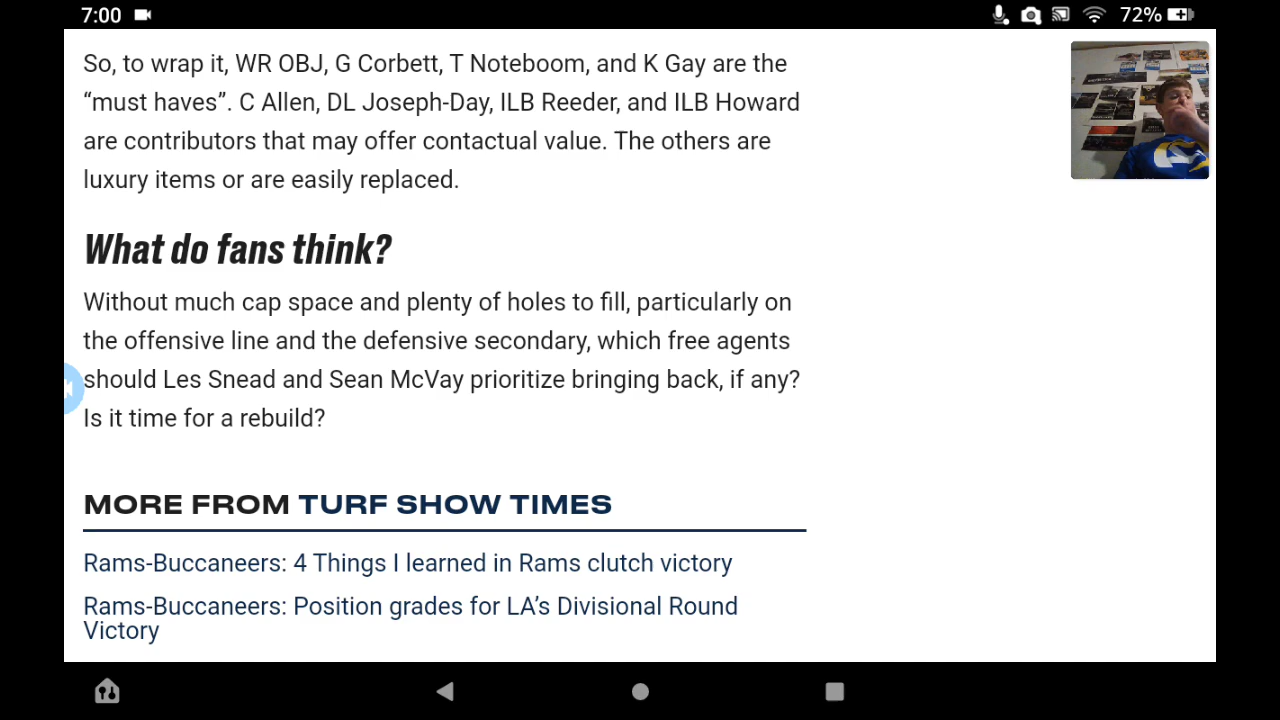 7:00
72%
So, to wrap it, WR OBJ, G Corbett, T Noteboom, and K Gay are the
“must haves”. C Allen, DL Joseph-Day, ILB Reeder, and ILB Howard
are contributors that may offer contactual value. The others are
luxury items or are easily replaced.
What do fans think?
Without much cap space and plenty of holes to fill, particularly on
the offensive line and the defensive secondary, which free agents
should Les Snead and Sean McVay prioritize bringing back, if any?
Is it time for a rebuild?
MORE FROM TURF SHOW TIMES
Rams-Buccaneers: 4 Things I learned in Rams clutch victory
Rams-Buccaneers: Position grades for LA’s Divisional Round
Victory